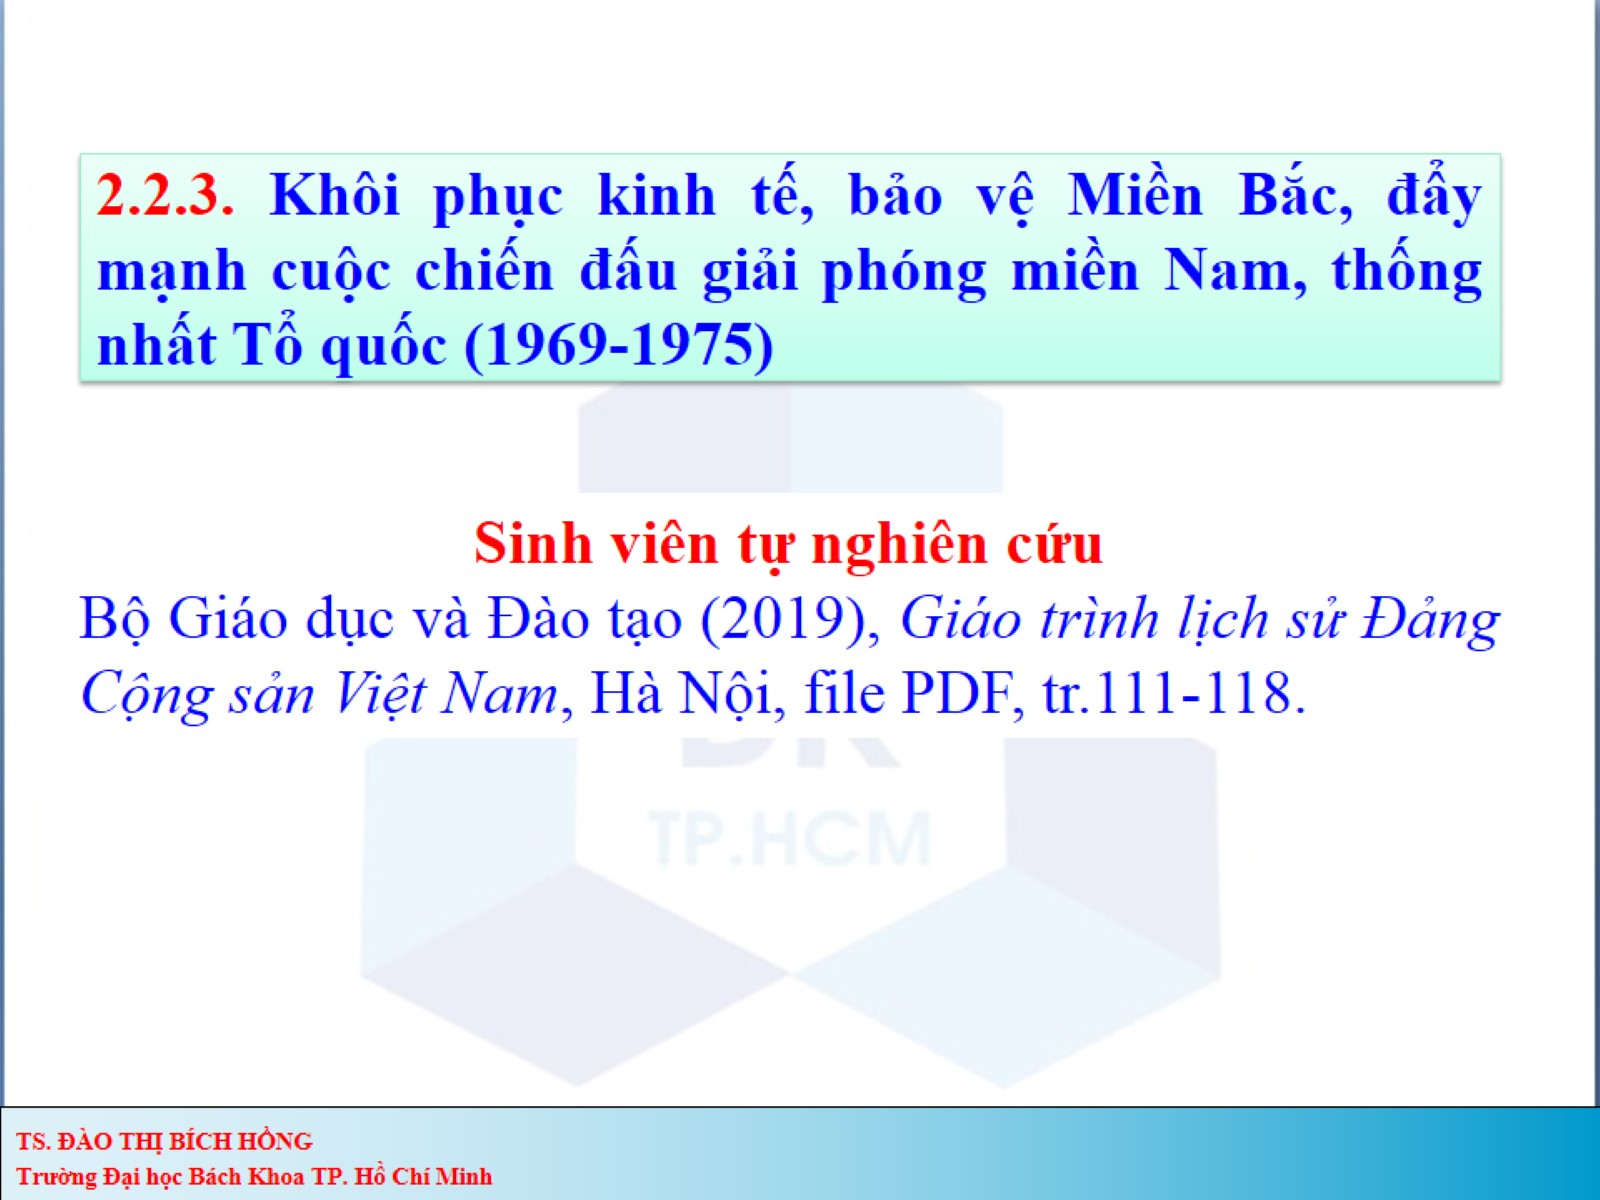 2.2.3. Khôi phục kinh tế, bảo vệ Miền Bắc, đẩy
mạnh cuộc chiến đấu giải phóng miền Nam, thống
nhất Tổ quốc (1969-1975)
Sinh viên tự nghiên cứu
Bộ Giáo dục và Đào tạo (2019), Giáo trình lịch sử Đảng
Cộng sản Việt Nam, Hà Nội, file PDF, tr.111-118.
BK
TP.HCM
TS. ĐÀO THỊ BÍCH HỒNG
Trường Đại học Bách Khoa TP. Hồ Chí Minh